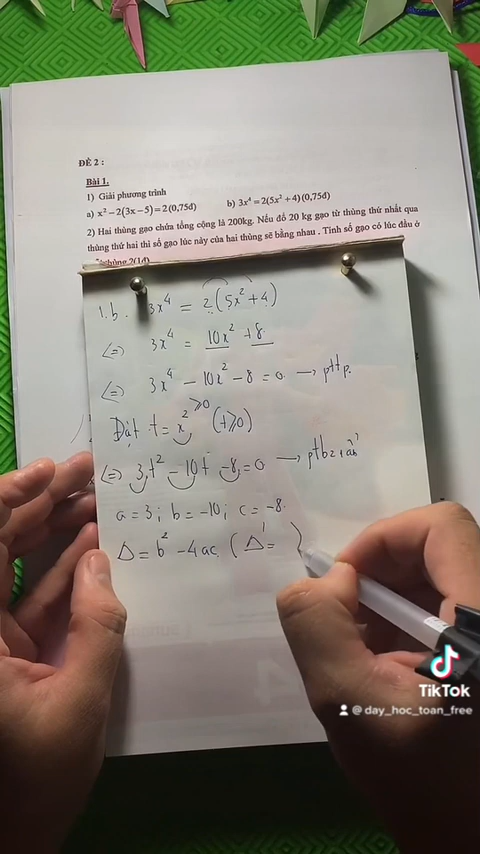 ĐỀ 2 :
Bài 1.
1) Giải phương trình
a) x² − 2(3x − 5) = 2 (0,75đ) b) 3x⁴ = 2(5x² + 4) (0,75đ)
2) Hai thùng gạo chứa tổng cộng là 200kg. Nếu đổ 20 kg gạo từ thùng thứ nhất qua
thùng thứ hai thì số gạo lúc này của hai thùng sẽ bằng nhau . Tính số gạo có lúc đầu ở
thùng ?(1đ)
1.b. 3x⁴ = 2(5x² + 4)
(=) 3x⁴ = 10x² + 8
(=) 3x⁴ − 10x² − 8 = 0 → pttp.
Đặt t = x² ≥0 (t≥0)
(=) 3t² − 10t − 8 = 0 → ptb2 1 ẩn
a = 3; b = −10; c = −8.
Δ = b² − 4ac (Δ' = )
TikTok
@day_hoc_toan_free